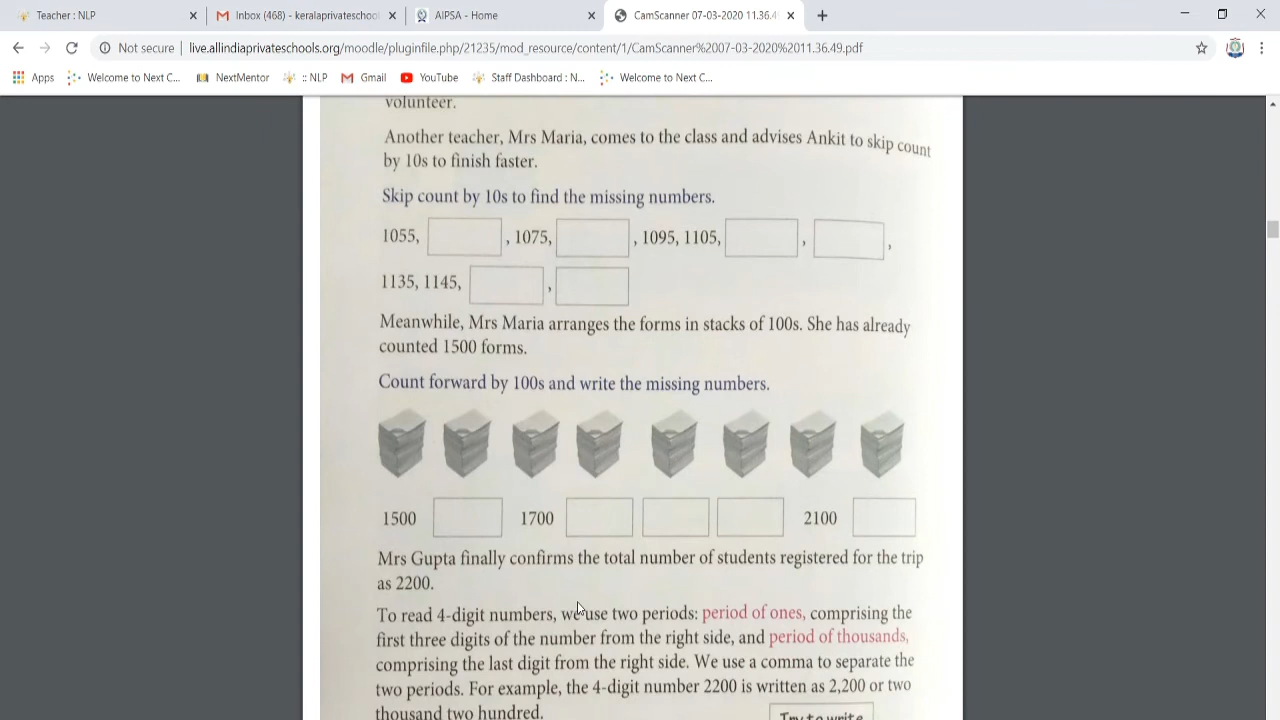 Teacher : NLP
Inbox (468) - keralaprivateschool
AIPSA - Home
CamScanner 07-03-2020 11.36.4
Not secure | live.allindiaprivateschools.org/moodle/pluginfile.php/21235/mod_resource/content/1/CamScanner%2007-03-2020%2011.36.49.pdf
Apps Welcome to Next C... NextMentor :: NLP Gmail YouTube Staff Dashboard : N... Welcome to Next C...
volunteer.
Another teacher, Mrs Maria, comes to the class and advises Ankit to skip count
by 10s to finish faster.
Skip count by 10s to find the missing numbers.
1055, , 1075, , 1095, 1105, , ,
1135, 1145, ,
Meanwhile, Mrs Maria arranges the forms in stacks of 100s. She has already
counted 1500 forms.
Count forward by 100s and write the missing numbers.
1500 1700 2100
Mrs Gupta finally confirms the total number of students registered for the trip
as 2200.
To read 4-digit numbers, we use two periods: period of ones, comprising the
first three digits of the number from the right side, and period of thousands,
comprising the last digit from the right side. We use a comma to separate the
two periods. For example, the 4-digit number 2200 is written as 2,200 or two
thousand two hundred.
Try to write